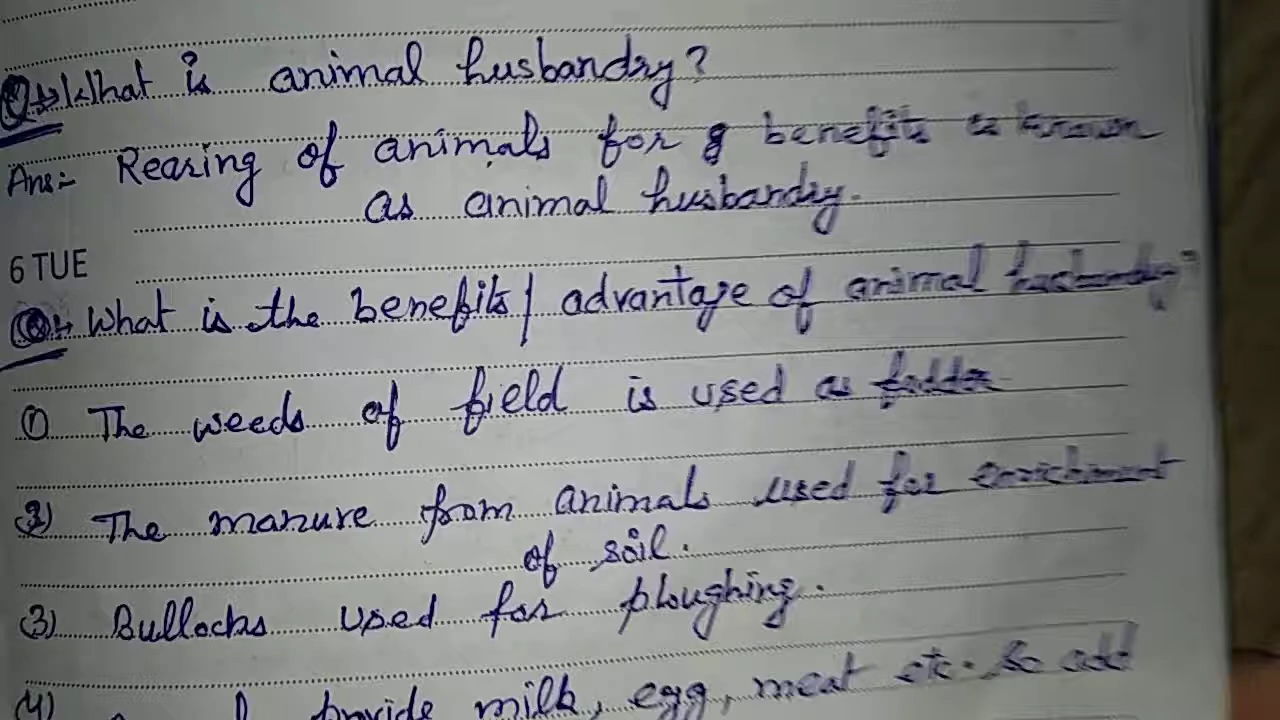 Q:→ What is animal husbandry?
Ans:- Rearing of animals for benefits is known
as animal husbandry.
6 TUE
Q:- What is the benefits/advantage of animal husbandry?
① The weeds of field is used as
2) The manure from animals used for enrichment
of soil.
(3) Bullocks used for ploughing.
(4) provide milk, egg, meat etc. So add